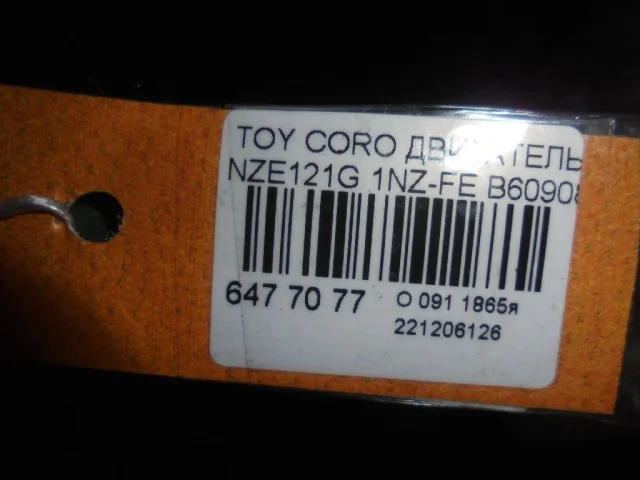 TOY CORO ДВИГАТЕЛЬ
NZE121G 1NZ-FE B60908
647 70 77
О 091 1865я
221206126